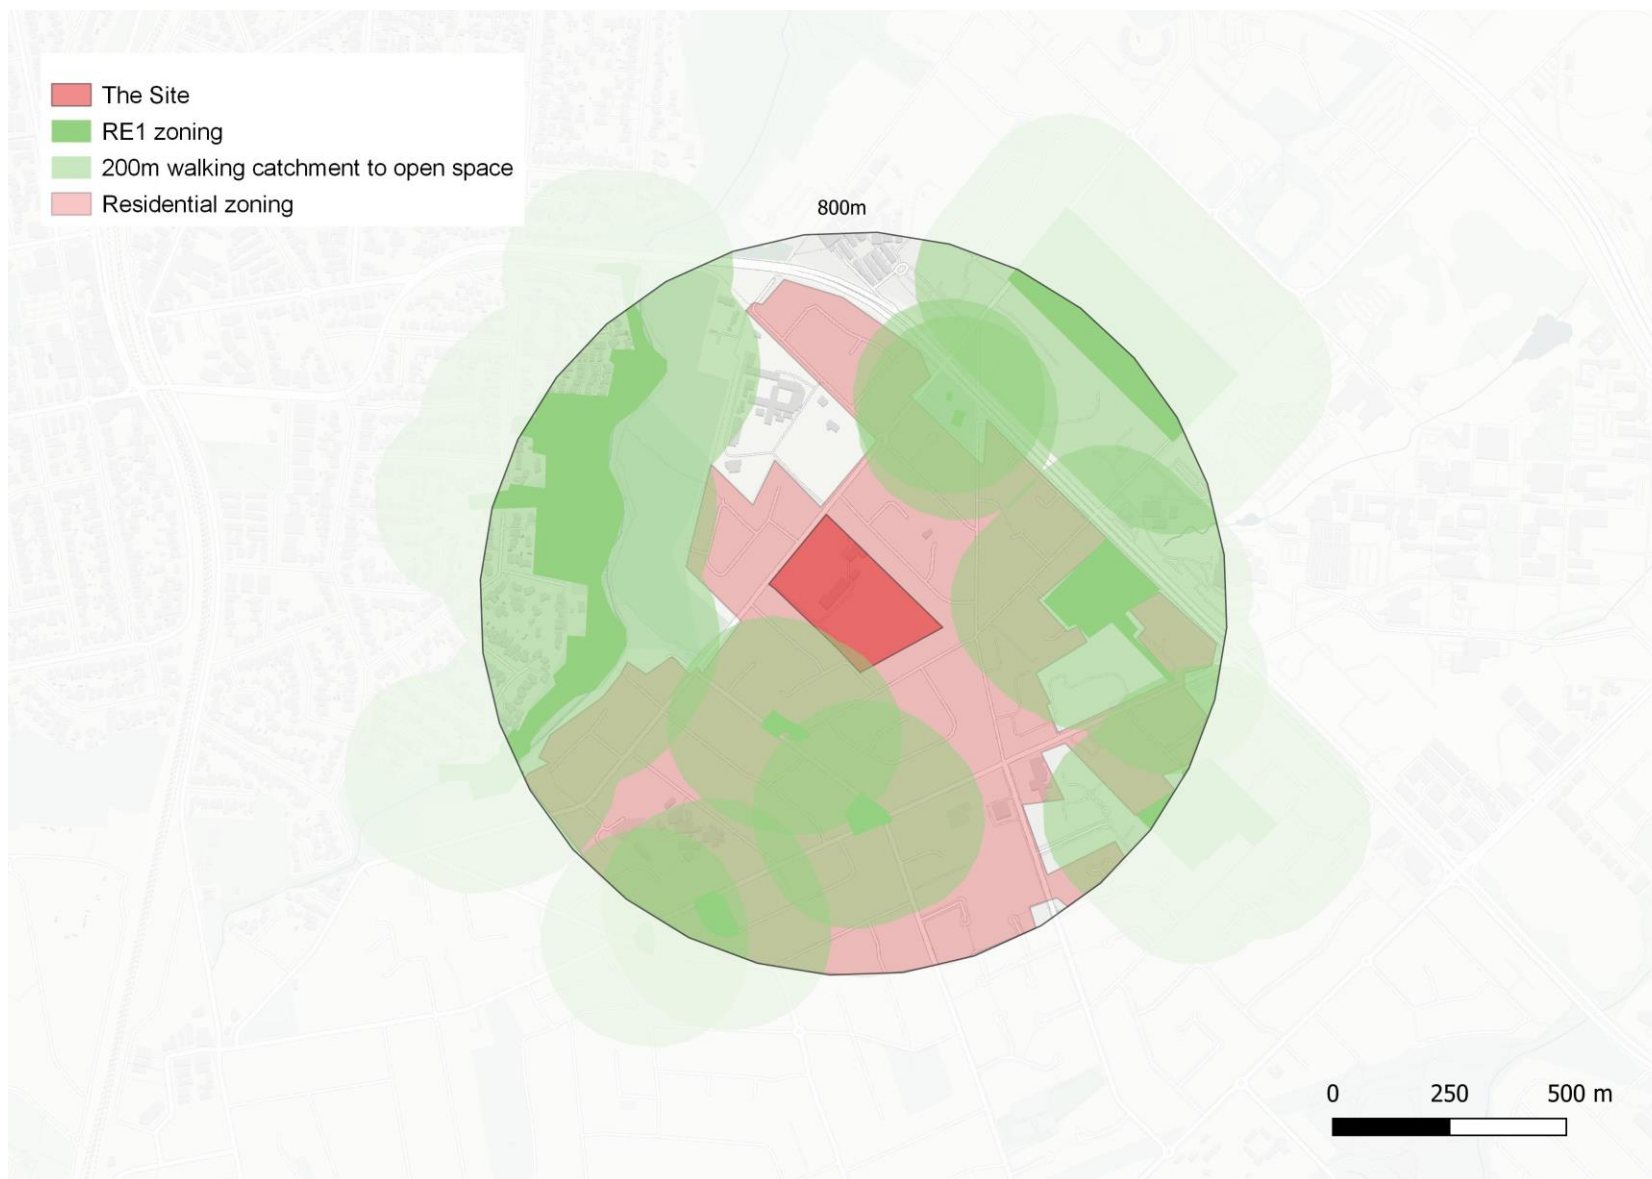 The Site
RE1 zoning
200m walking catchment to open space
Residential zoning
800m
0 250 500 m